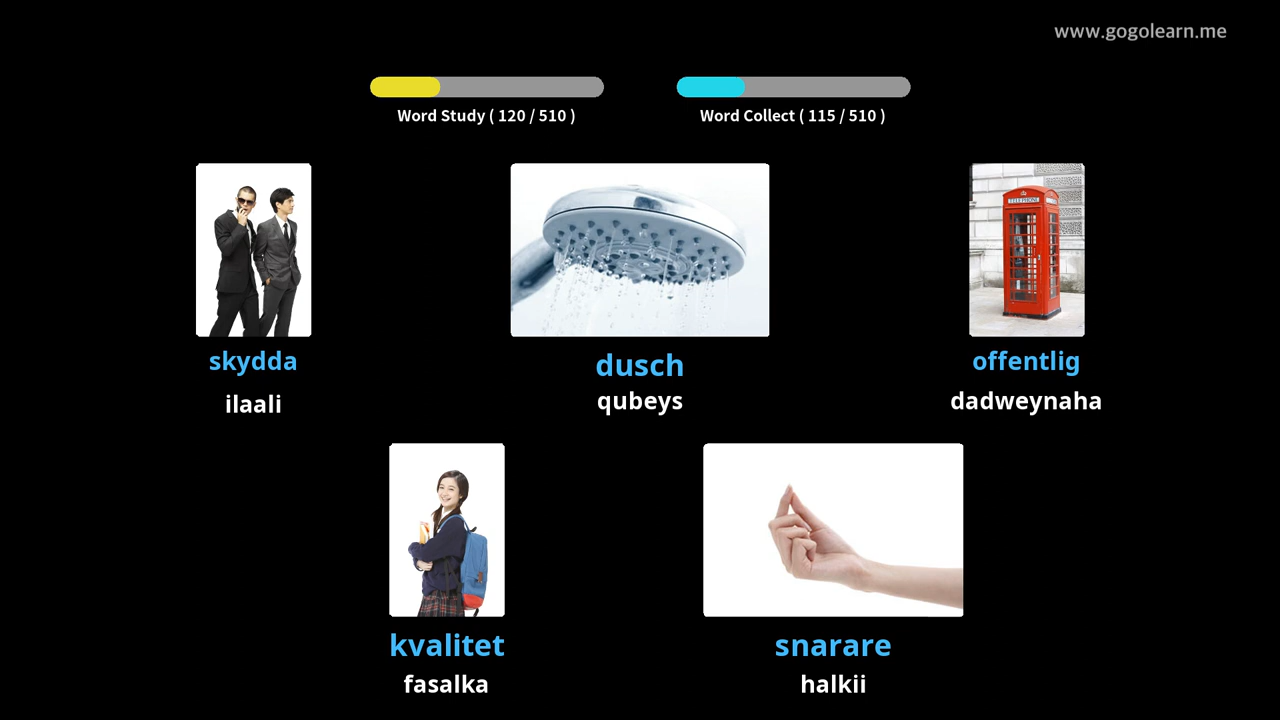 www.gogolearn.me
Word Study ( 120 / 510 )
Word Collect ( 115 / 510 )
TELEPHONE
skydda
dusch
offentlig
ilaali
qubeys
dadweynaha
kvalitet
snarare
fasalka
halkii